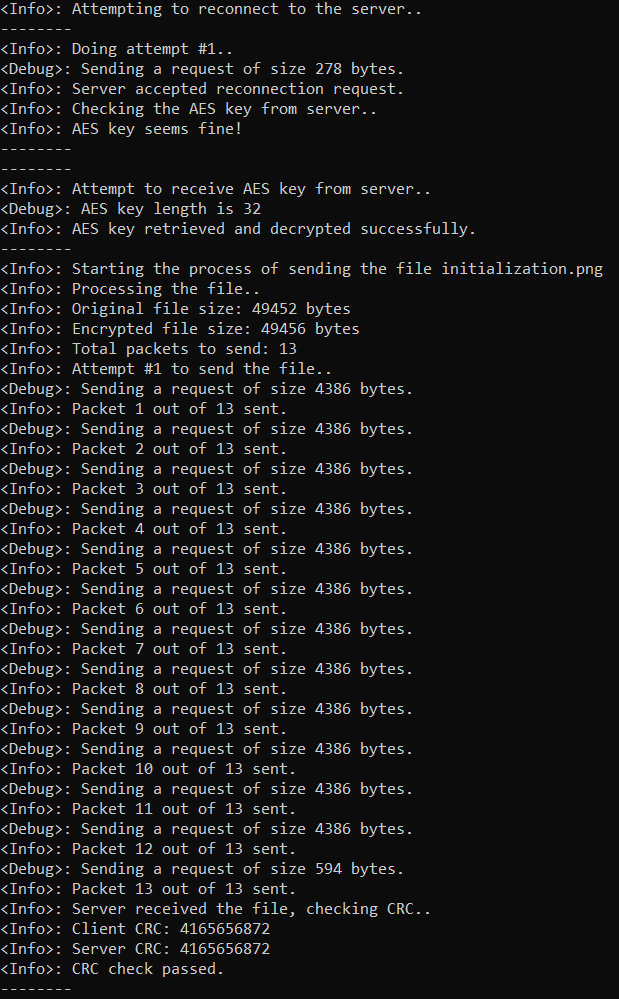 <Info>: Attempting to reconnect to the server..
--------
<Info>: Doing attempt #1..
<Debug>: Sending a request of size 278 bytes.
<Info>: Server accepted reconnection request.
<Info>: Checking the AES key from server..
<Info>: AES key seems fine!
--------
--------
<Info>: Attempt to receive AES key from server..
<Debug>: AES key length is 32
<Info>: AES key retrieved and decrypted successfully.
--------
<Info>: Starting the process of sending the file initialization.png
<Info>: Processing the file..
<Info>: Original file size: 49452 bytes
<Info>: Encrypted file size: 49456 bytes
<Info>: Total packets to send: 13
<Info>: Attempt #1 to send the file..
<Debug>: Sending a request of size 4386 bytes.
<Info>: Packet 1 out of 13 sent.
<Debug>: Sending a request of size 4386 bytes.
<Info>: Packet 2 out of 13 sent.
<Debug>: Sending a request of size 4386 bytes.
<Info>: Packet 3 out of 13 sent.
<Debug>: Sending a request of size 4386 bytes.
<Info>: Packet 4 out of 13 sent.
<Debug>: Sending a request of size 4386 bytes.
<Info>: Packet 5 out of 13 sent.
<Debug>: Sending a request of size 4386 bytes.
<Info>: Packet 6 out of 13 sent.
<Debug>: Sending a request of size 4386 bytes.
<Info>: Packet 7 out of 13 sent.
<Debug>: Sending a request of size 4386 bytes.
<Info>: Packet 8 out of 13 sent.
<Debug>: Sending a request of size 4386 bytes.
<Info>: Packet 9 out of 13 sent.
<Debug>: Sending a request of size 4386 bytes.
<Info>: Packet 10 out of 13 sent.
<Debug>: Sending a request of size 4386 bytes.
<Info>: Packet 11 out of 13 sent.
<Debug>: Sending a request of size 4386 bytes.
<Info>: Packet 12 out of 13 sent.
<Debug>: Sending a request of size 594 bytes.
<Info>: Packet 13 out of 13 sent.
<Info>: Server received the file, checking CRC..
<Info>: Client CRC: 4165656872
<Info>: Server CRC: 4165656872
<Info>: CRC check passed.
--------